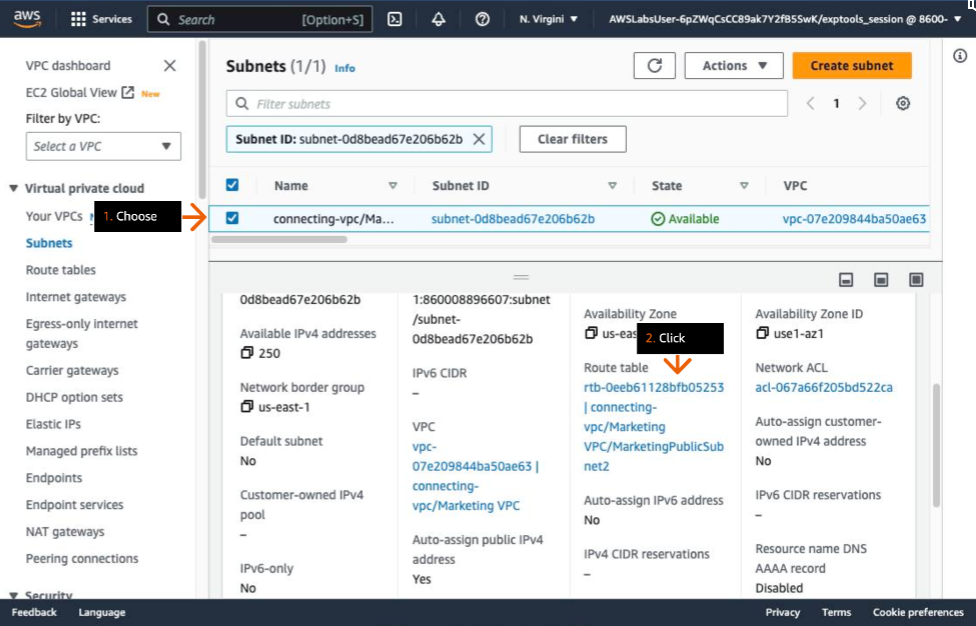 aws Services Search [Option+S] N. Virgini AWSLabsUser-6pZWqCsCC89ak7Y2fB5SwK/exptools_session @ 8600-
VPC dashboard
EC2 Global View New
Filter by VPC:
Select a VPC
Virtual private cloud
Your VPCs
Subnets
Route tables
Internet gateways
Egress-only internet
gateways
Carrier gateways
DHCP option sets
Elastic IPs
Managed prefix lists
Endpoints
Endpoint services
NAT gateways
Peering connections
Security
1. Choose
Subnets (1/1) Info
Actions
Create subnet
Filter subnets
1
Subnet ID: subnet-0d8bead67e206b62b
Clear filters
Name Subnet ID State VPC
connecting-vpc/Ma... subnet-0d8bead67e206b62b Available vpc-07e209844ba50ae63
0d8bead67e206b62b
Available IPv4 addresses
250
Network border group
us-east-1
Default subnet
No
Customer-owned IPv4
pool
–
IPv6-only
No
1:860008896607:subnet
/subnet-
0d8bead67e206b62b
IPv6 CIDR
–
VPC
vpc-
07e209844ba50ae63 |
connecting-
vpc/Marketing VPC
Auto-assign public IPv4
address
Yes
Availability Zone
us-eas
2. Click
Route table
rtb-0eeb61128bfb05253
| connecting-
vpc/Marketing
VPC/MarketingPublicSub
net2
Auto-assign IPv6 address
No
IPv4 CIDR reservations
–
Availability Zone ID
use1-az1
Network ACL
acl-067a66f205bd522ca
Auto-assign customer-
owned IPv4 address
No
IPv6 CIDR reservations
–
Resource name DNS
AAAA record
Disabled
Feedback Language Privacy Terms Cookie preferences